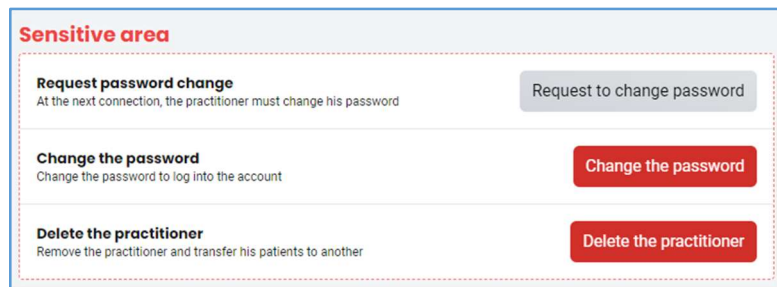 Sensitive area
Request password change
At the next connection, the practitioner must change his password
Request to change password
Change the password
Change the password to log into the account
Change the password
Delete the practitioner
Remove the practitioner and transfer his patients to another
Delete the practitioner